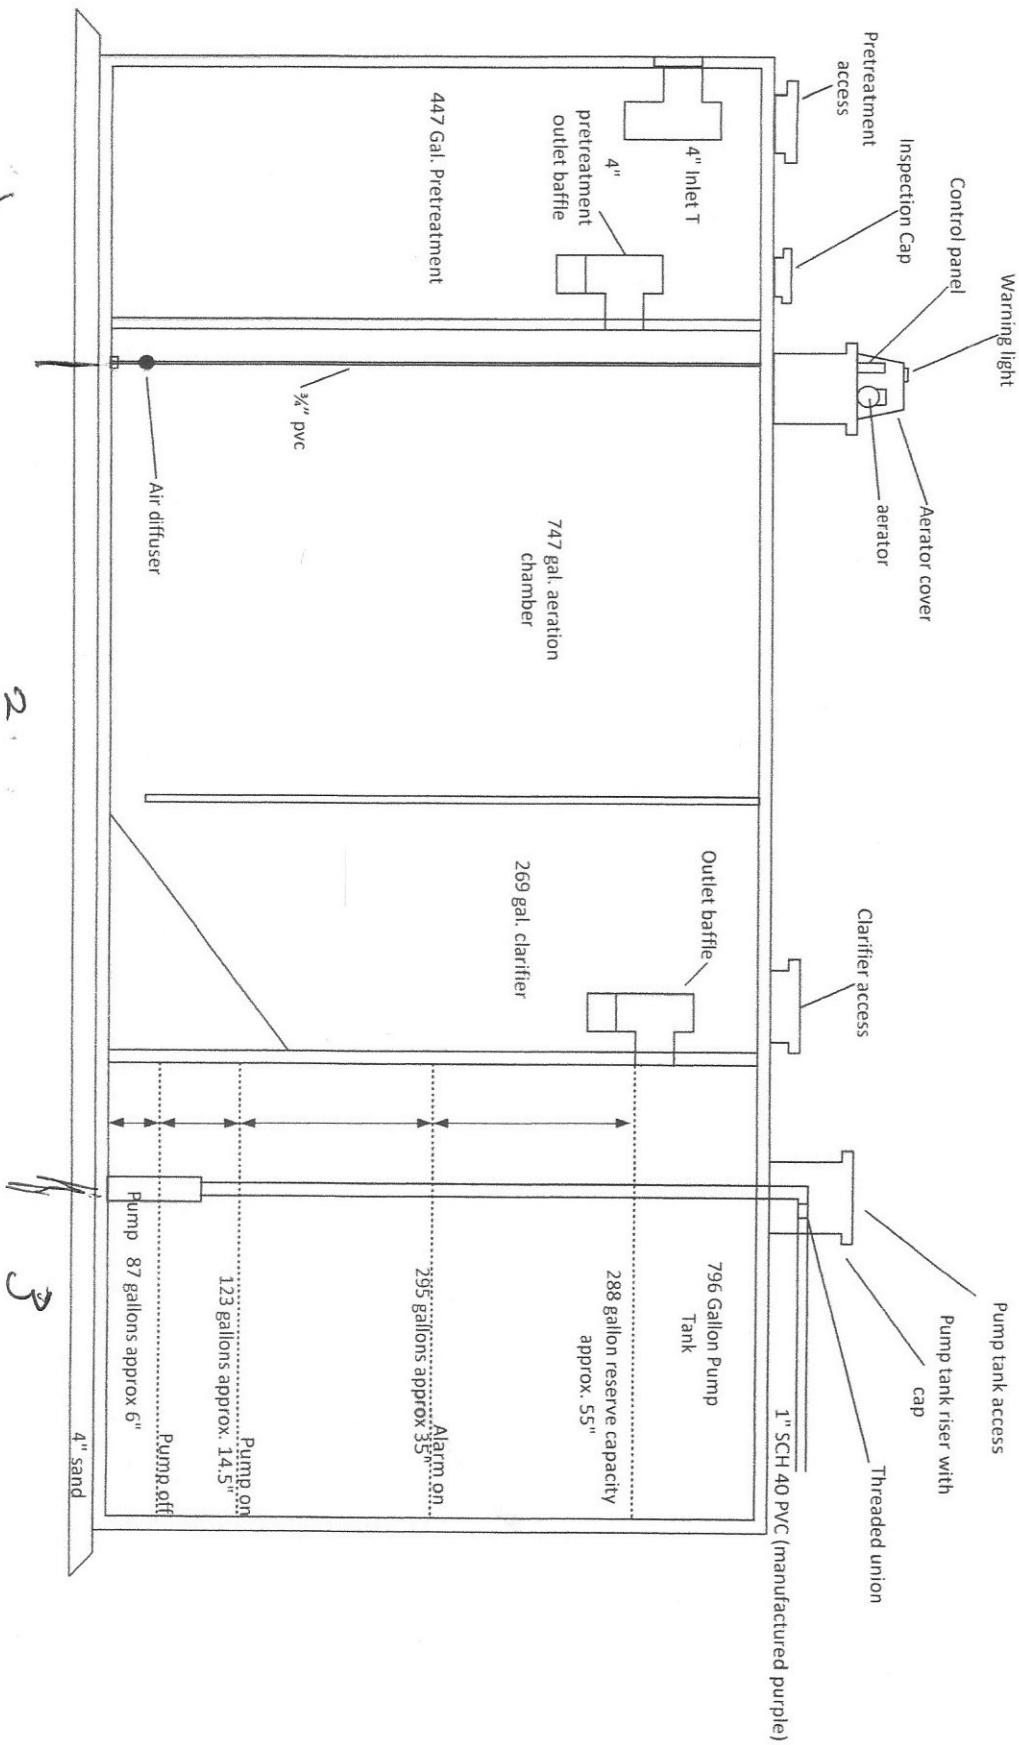 Pretreatment
access
Inspection Cap
Control panel
Warning light
Aerator cover
aerator
Clarifier access
Pump tank access
Pump tank riser with
cap
Threaded union
1" SCH 40 PVC (manufactured purple)
4" Inlet T
4"
pretreatment
outlet baffle
447 Gal. Pretreatment
¾" pvc
Air diffuser
747 gal. aeration
chamber
Outlet baffle
269 gal. clarifier
796 Gallon Pump
Tank
288 gallon reserve capacity
approx. 55"
Alarm on
295 gallons approx 35"
Pump on
123 gallons approx. 14.5"
Pump off
Pump 87 gallons approx 6"
4" sand
2
3